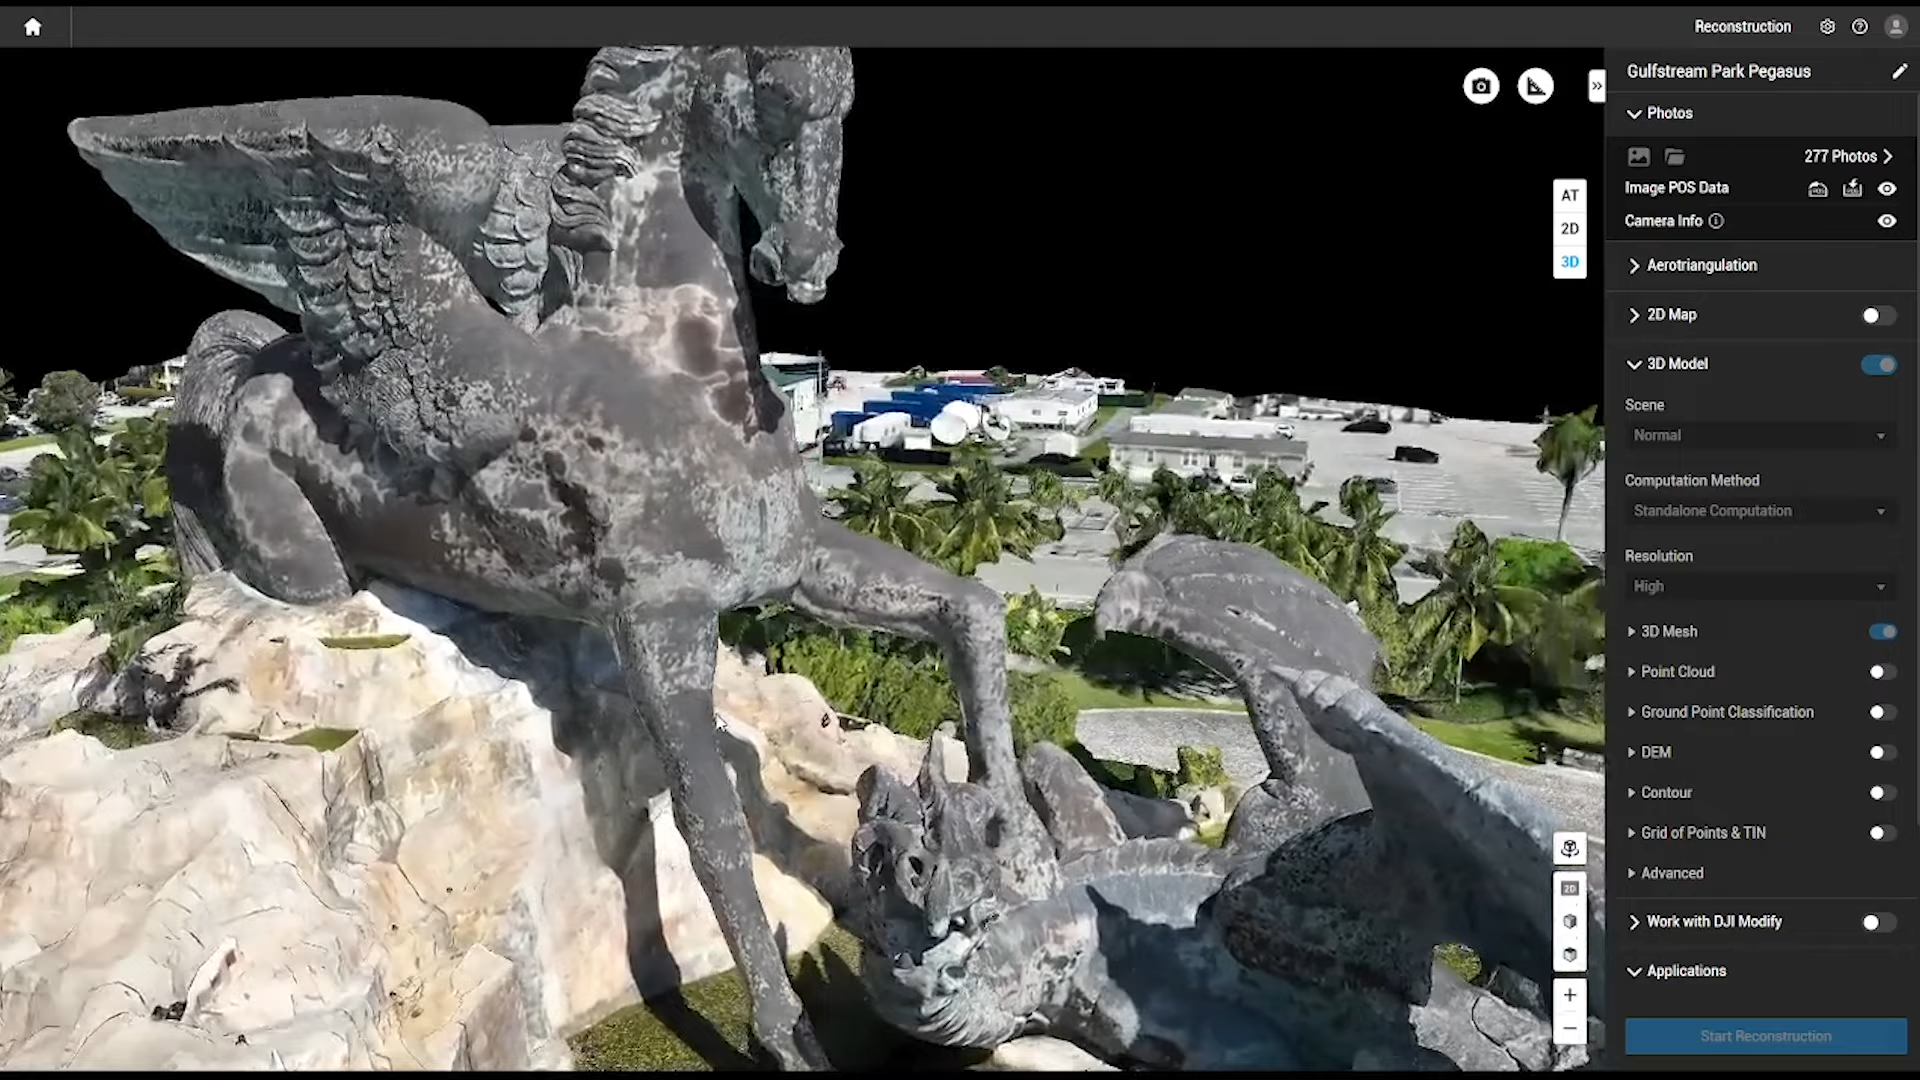 Reconstruction
Gulfstream Park Pegasus
Photos
277 Photos
Image POS Data
Camera Info
Aerotriangulation
2D Map
3D Model
Scene
Normal
Computation Method
Standalone Computation
Resolution
High
3D Mesh
Point Cloud
Ground Point Classification
DEM
Contour
Grid of Points & TIN
Advanced
Work with DJI Modify
Applications
Start Reconstruction
AT
2D
3D
2D